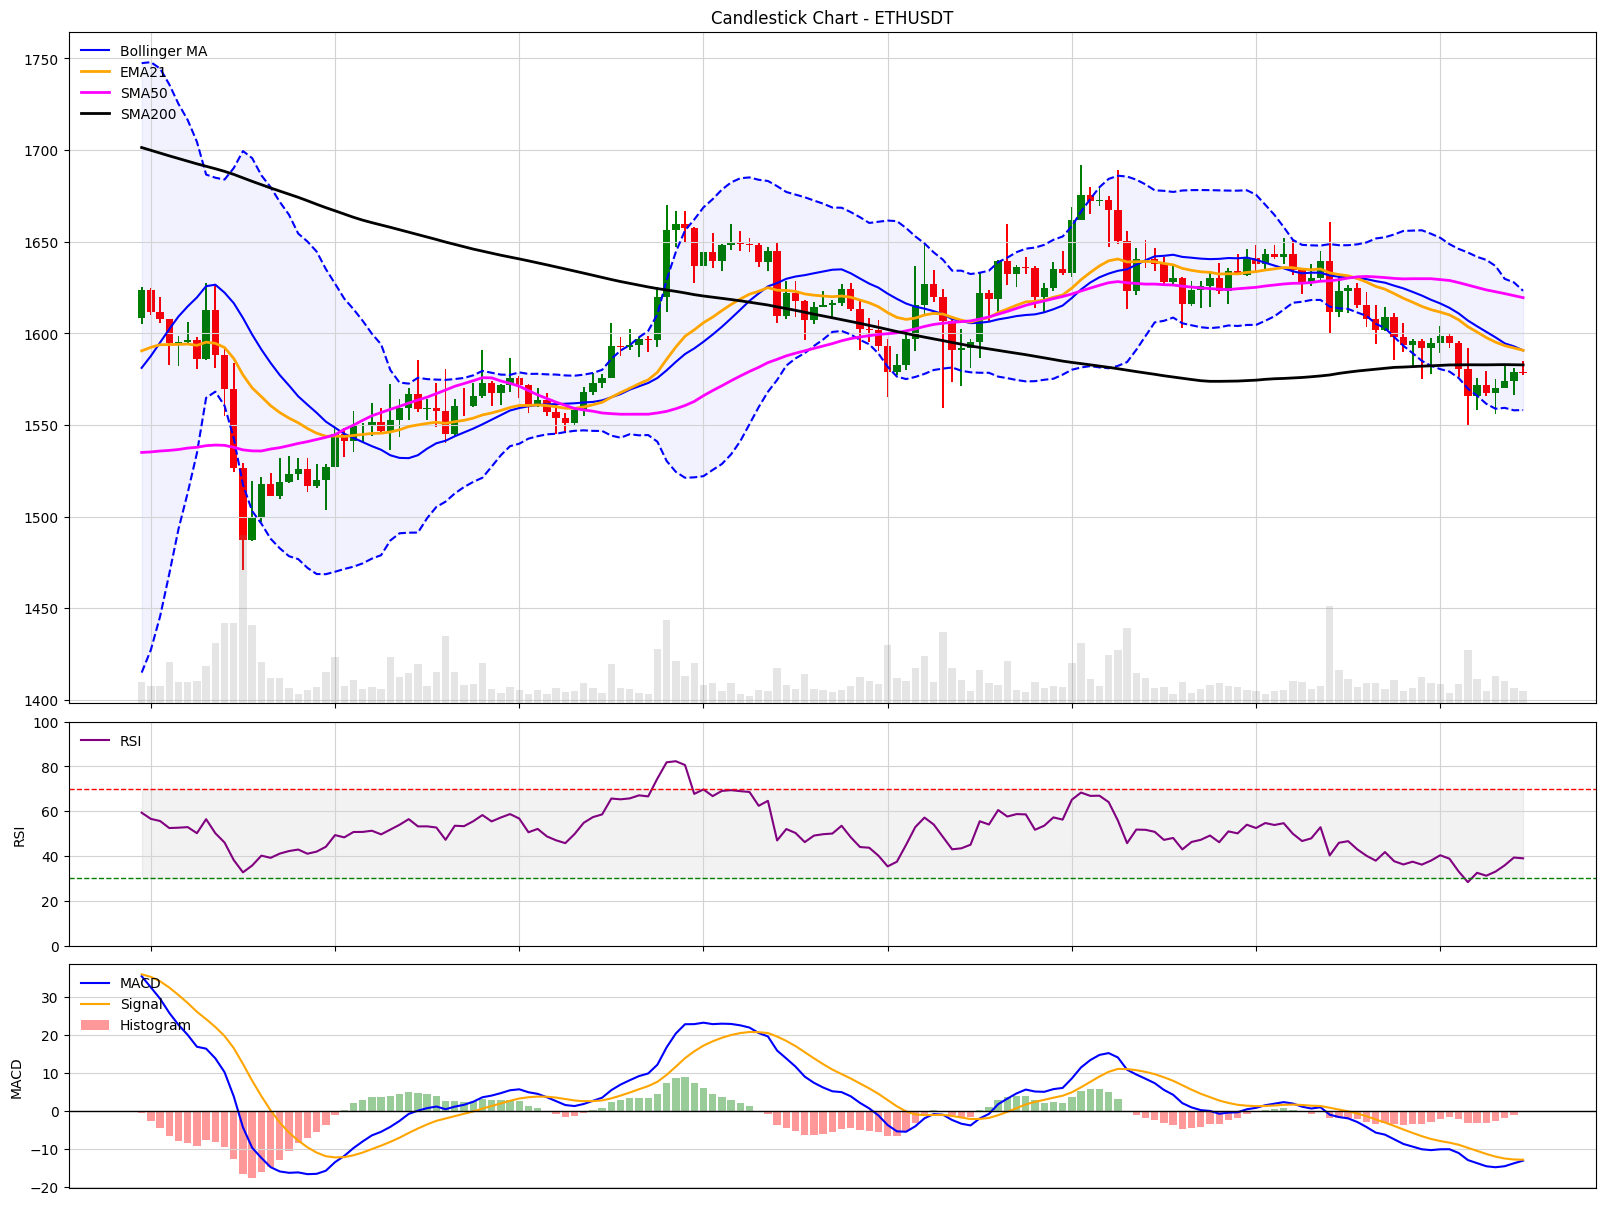 Candlestick Chart - ETHUSDT
Bollinger MA
EMA21
SMA50
SMA200
1750
1700
1650
1600
1550
1500
1450
1400
RSI
100
80
60
40
20
0
RSI
MACD
Signal
Histogram
30
20
10
0
−10
−20
MACD